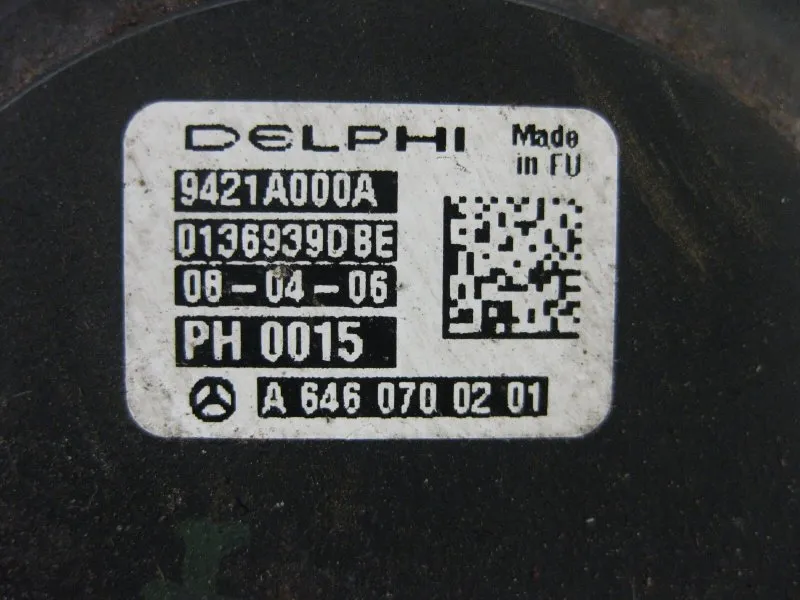 DELPHI
Made
in EU
9421A000A
0136939DBE
08-04-06
PH 0015
A 646 070 02 01